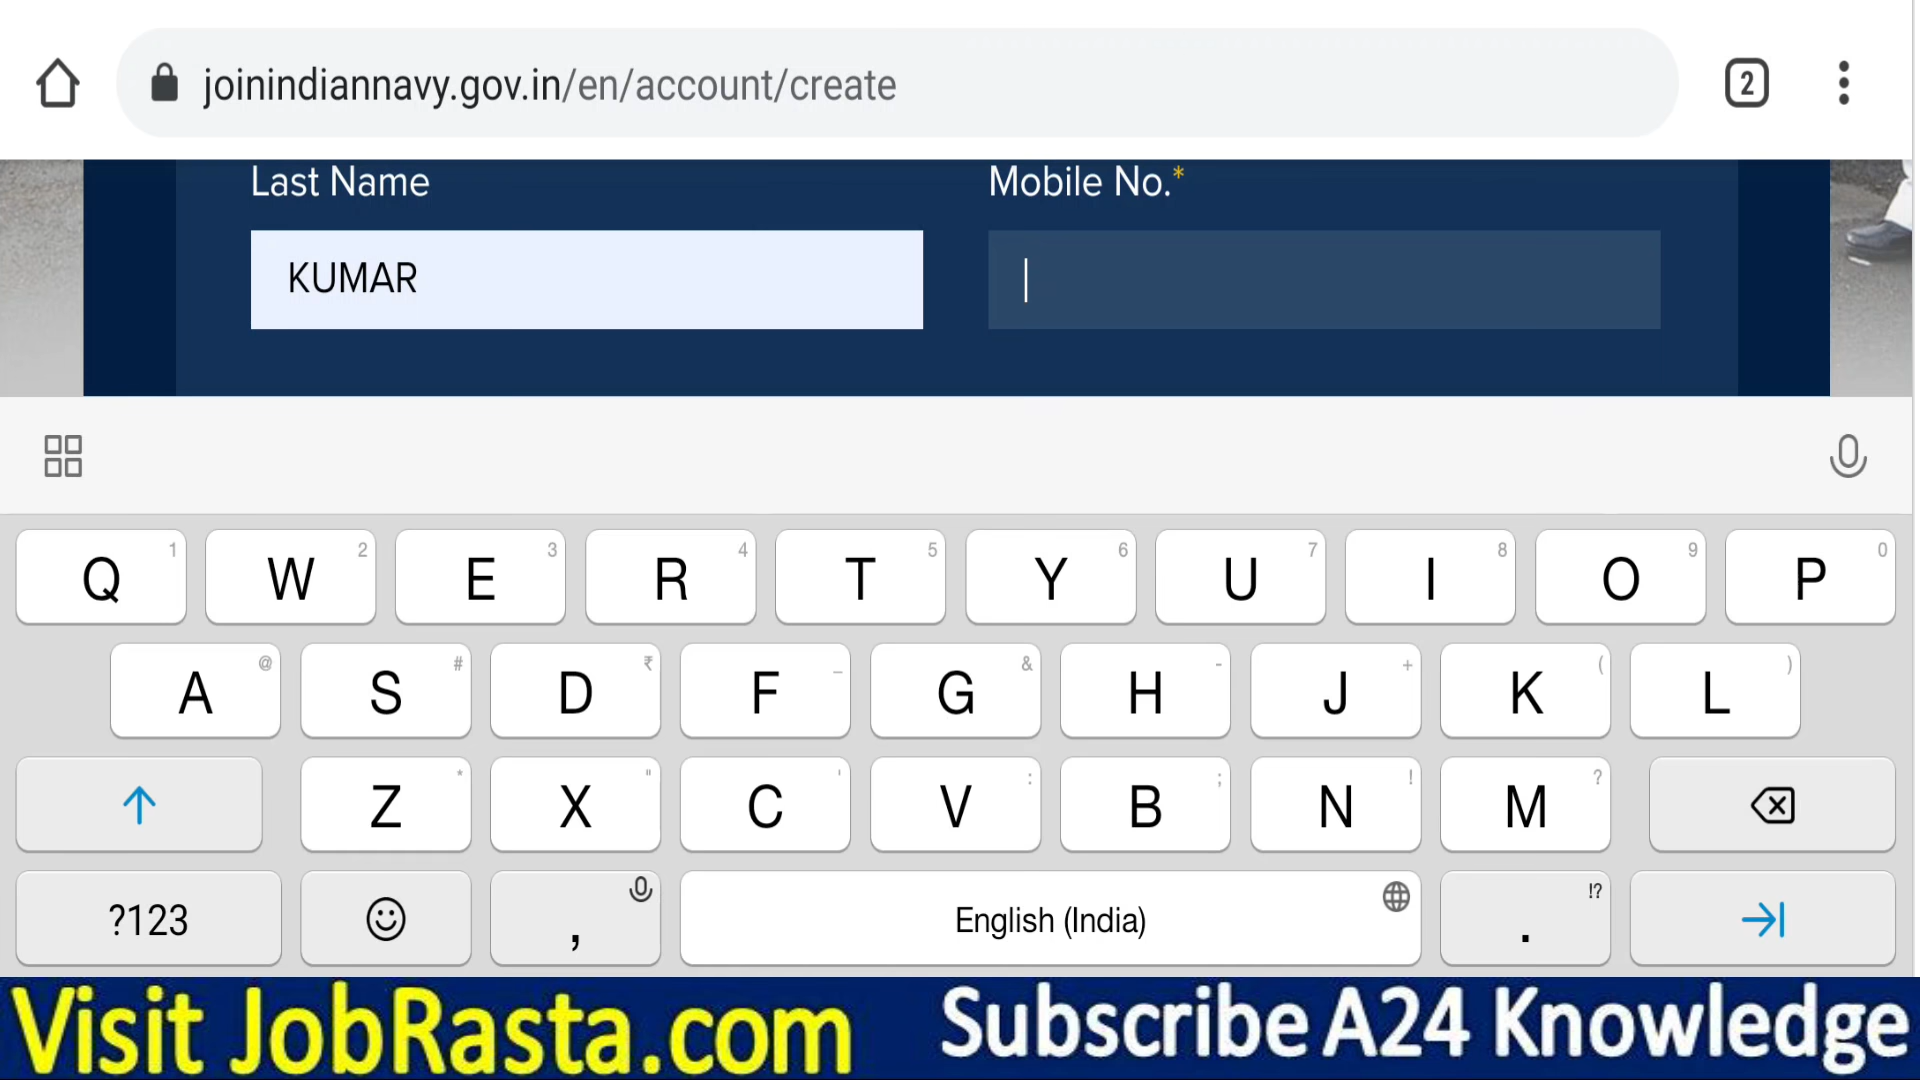 joinindiannavy.gov.in/en/account/create 2
Last Name Mobile No.*
KUMAR
Q 1 W 2 E 3 R 4 T 5 Y 6 U 7 I 8 O 9 P 0
A @ S # D ₹ F _ G & H - J + K ( L )
Z * X " C ' V : B ; N ! M ?
?123 , English (India) . !?
Visit JobRasta.com Subscribe A24 Knowledge